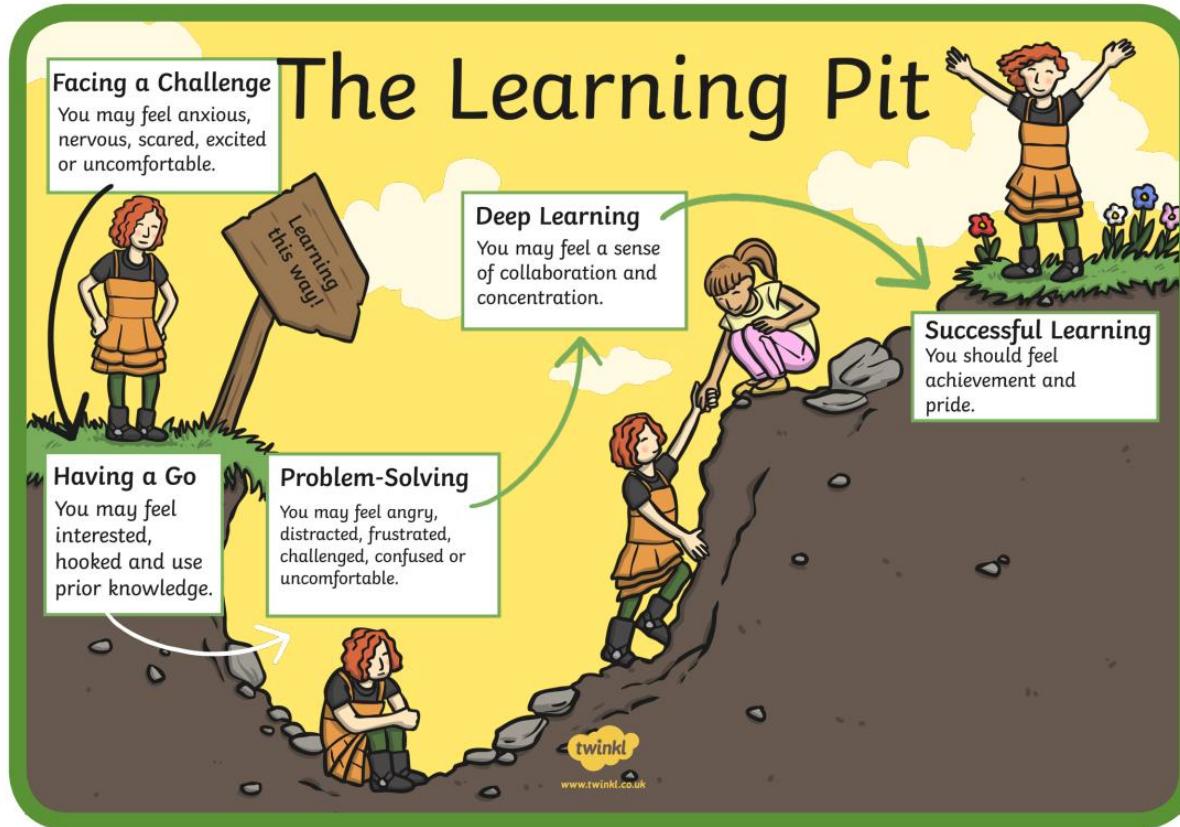 The Learning Pit
Facing a Challenge
You may feel anxious,
nervous, scared, excited
or uncomfortable.
Learning
this way!
Having a Go
You may feel
interested,
hooked and use
prior knowledge.
Problem-Solving
You may feel angry,
distracted, frustrated,
challenged, confused or
uncomfortable.
Deep Learning
You may feel a sense
of collaboration and
concentration.
Successful Learning
You should feel
achievement and
pride.
twinkl
www.twinkl.co.uk